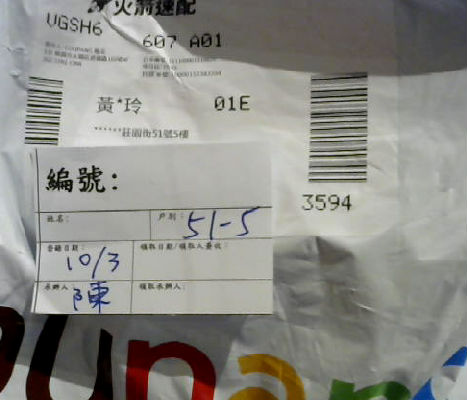 火箭速配
VGSH6
607 A01
黃*玲
01E
******莊園街51號5樓
3594
編號:
姓名:
戶別: 51-5
登錄日期: 10/3
領取日期/領取人簽收:
承辦人: 陳
領取承辦人: